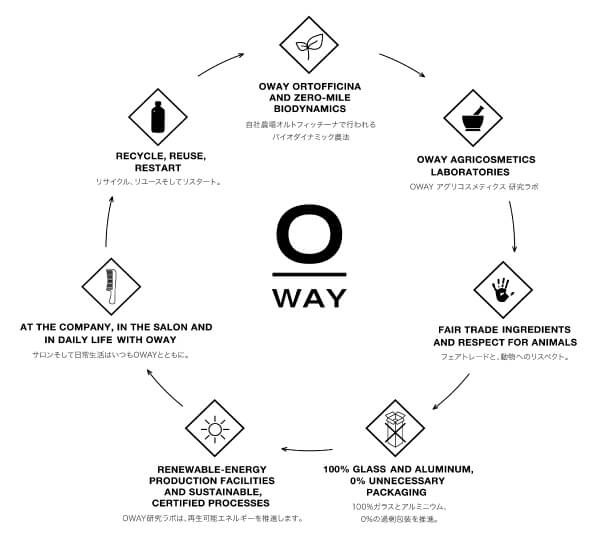 OWAY ORTOFFICINA
AND ZERO-MILE
BIODYNAMICS
自社農場オルトフィッチーナで行われる
バイオダイナミック農法
OWAY AGRICOSMETICS
LABORATORIES
OWAY アグリコスメティクス 研究ラボ
FAIR TRADE INGREDIENTS
AND RESPECT FOR ANIMALS
フェアトレードと、動物へのリスペクト。
100% GLASS AND ALUMINUM,
0% UNNECESSARY
PACKAGING
100%ガラスとアルミニウム,
0%の過剰包装を推進。
RENEWABLE-ENERGY
PRODUCTION FACILITIES
AND SUSTAINABLE,
CERTIFIED PROCESSES
OWAY研究ラボは、再生可能エネルギーを推進します。
AT THE COMPANY, IN THE SALON AND
IN DAILY LIFE WITH OWAY
サロンそして日常生活はいつもOWAYとともに。
RECYCLE, REUSE,
RESTART
リサイクル、リユースそしてリスタート。
O
WAY